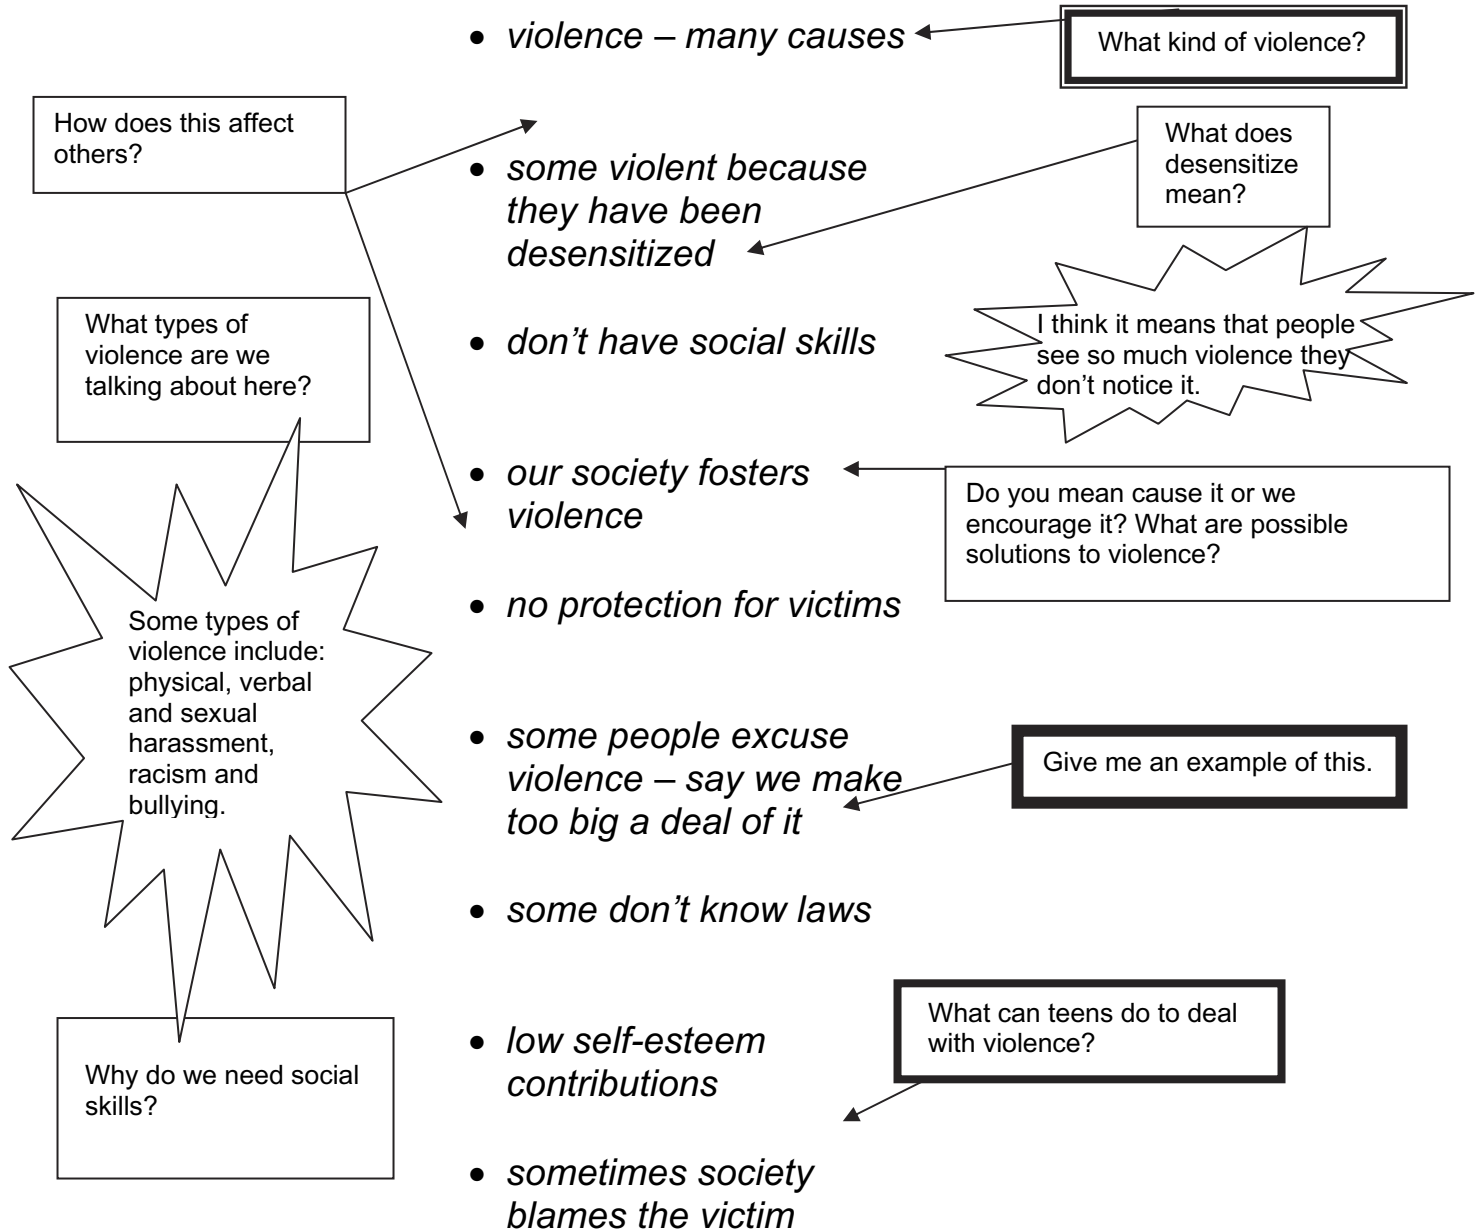 • violence – many causes
What kind of violence?
How does this affect
others?
What does
desensitize
mean?
• some violent because
they have been
desensitized
What types of
violence are we
talking about here?
• don’t have social skills
I think it means that people
see so much violence they
don’t notice it.
• our society fosters
violence
Do you mean cause it or we
encourage it? What are possible
solutions to violence?
• no protection for victims
Some types of
violence include:
physical, verbal
and sexual
harassment,
racism and
bullying.
• some people excuse
violence – say we make
too big a deal of it
Give me an example of this.
• some don’t know laws
What can teens do to deal
with violence?
• low self-esteem
contributions
Why do we need social
skills?
• sometimes society
blames the victim